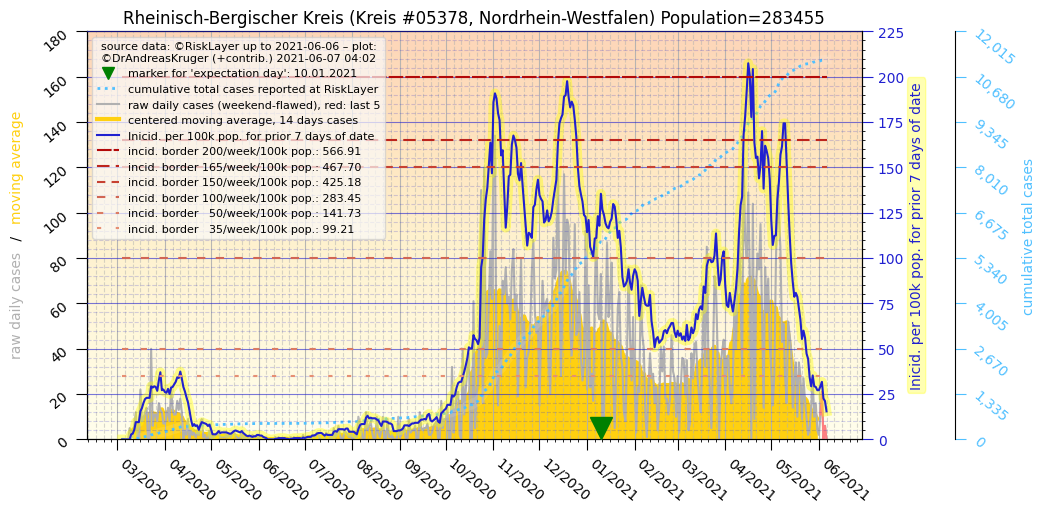 Rheinisch-Bergischer Kreis (Kreis #05378, Nordrhein-Westfalen) Population=283455
source data: ©RiskLayer up to 2021-06-06 – plot:
©DrAndreasKruger (+contrib.) 2021-06-07 04:02
marker for 'expectation day': 10.01.2021
cumulative total cases reported at RiskLayer
raw daily cases (weekend-flawed), red: last 5
centered moving average, 14 days cases
Inicid. per 100k pop. for prior 7 days of date
incid. border 200/week/100k pop.: 566.91
incid. border 165/week/100k pop.: 467.70
incid. border 150/week/100k pop.: 425.18
incid. border 100/week/100k pop.: 283.45
incid. border   50/week/100k pop.: 141.73
incid. border   35/week/100k pop.: 99.21
raw daily cases   /   moving average
180
160
140
120
100
80
60
40
20
0
03/2020
04/2020
05/2020
06/2020
07/2020
08/2020
09/2020
10/2020
11/2020
12/2020
01/2021
02/2021
03/2021
04/2021
05/2021
06/2021
225
200
175
150
125
100
75
50
25
0
Inicid. per 100k pop. for prior 7 days of date
12,015
10,680
9,345
8,010
6,675
5,340
4,005
2,670
1,335
0
cumulative total cases